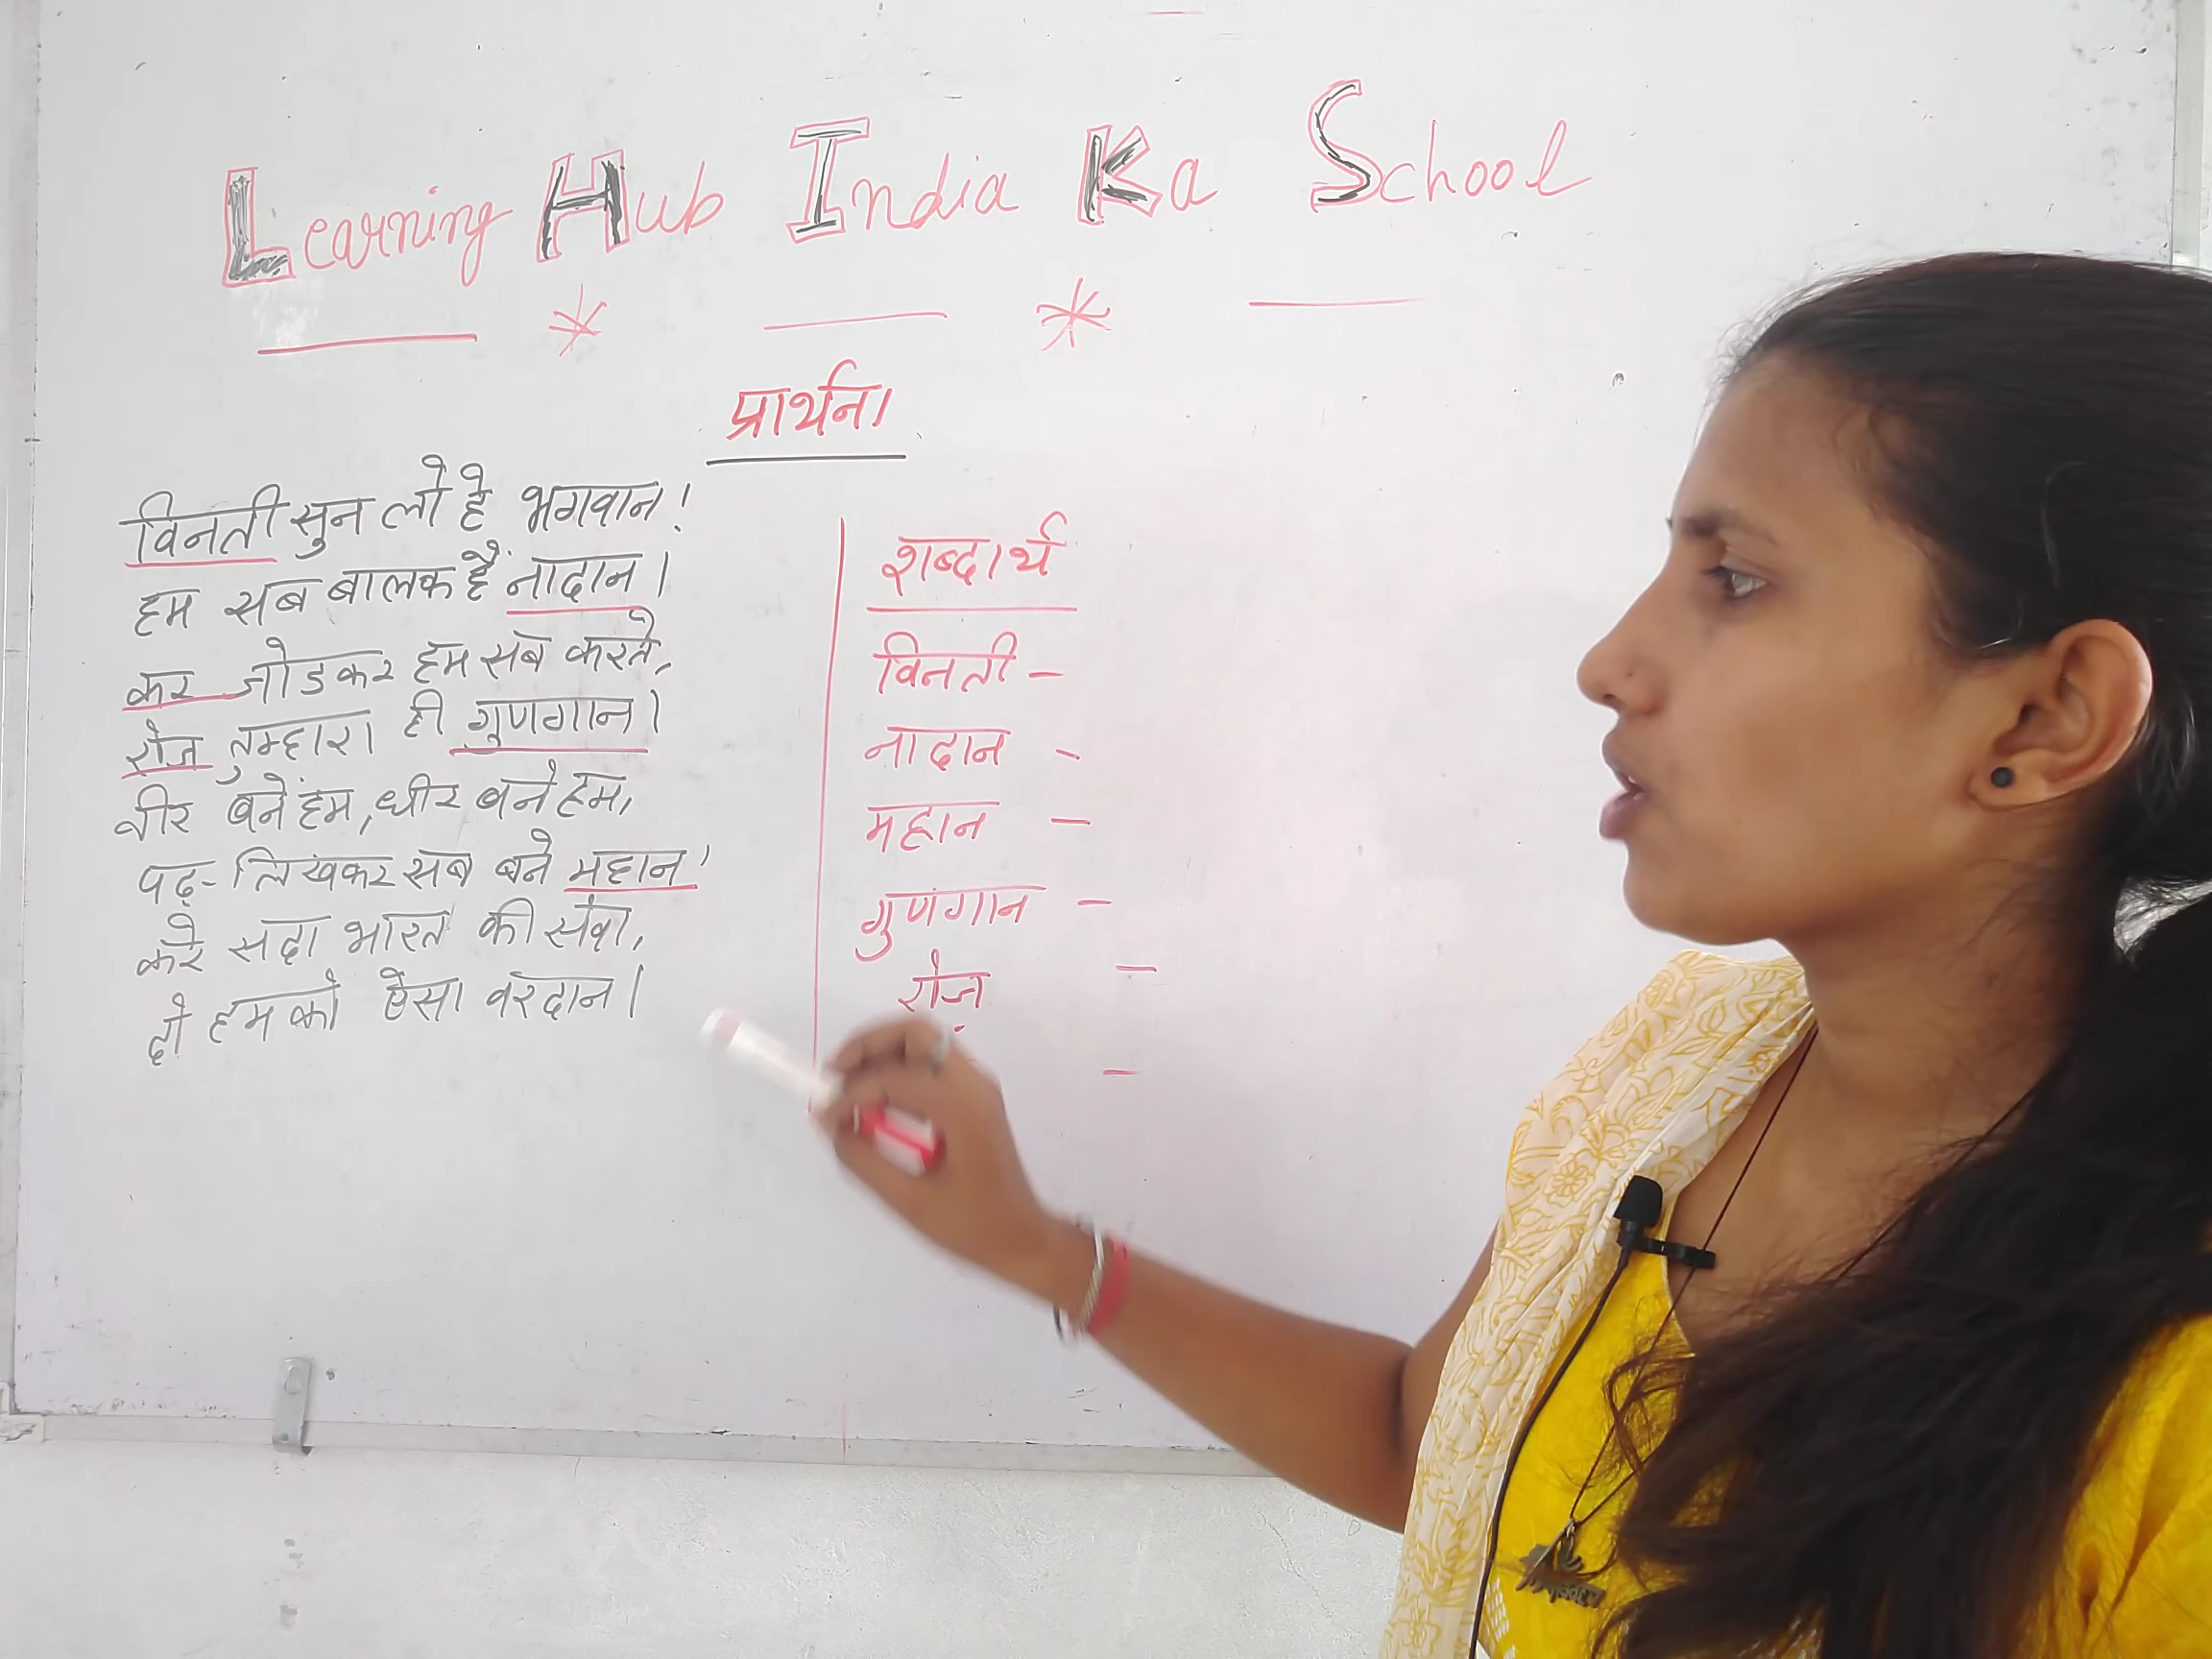 Learning Hub India Ka School
प्रार्थना
विनती सुन लो हे भगवान!
हम सब बालक हैं नादान।
कर जोडकर हम सब करते,
रोज तुम्हारा ही गुणगान।
वीर बनें हम, धीर बने हम,
पढ़-लिखकर सब बने महान!
करे सदा भारत की सेवा,
दो हमको ऐसा वरदान।
शब्दार्थ
विनती -
नादान -
महान -
गुणगान -
रोज़ -
-